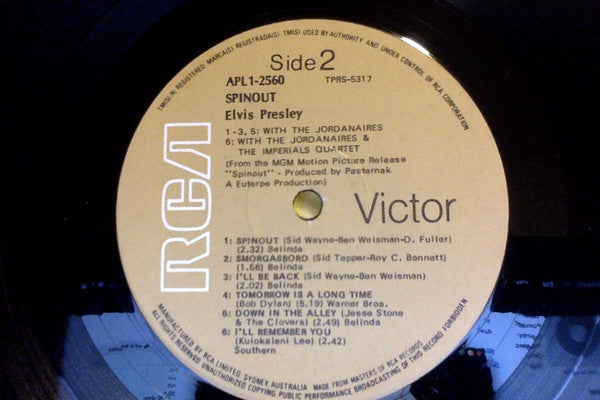 TM(S)(R) REGISTERED: MARCA(S) REGISTRADA(S) TM(S) USED BY AUTHORITY AND UNDER CONTROL OF RCA CORPORATION
Side 2
APL1-2560 TPRS-5317
SPINOUT
Elvis Presley
1-3, 5: WITH THE JORDANAIRES
6: WITH THE JORDANAIRES &
THE IMPERIALS QUARTET
(From the MGM Motion Picture Release
"Spinout" - Produced by Pasternak
A Euterpe Production)
RCA
Victor
1: SPINOUT (Sid Wayne-Ben Weisman-D. Fuller)
(2.32) Belinda
2: SMORGASBORD (Sid Tepper-Roy C. Bennett)
(1.56) Belinda
3: I'LL BE BACK (Sid Wayne-Ben Weisman)
(2.02) Belinda
4: TOMORROW IS A LONG TIME
(Bob Dylan) (5.19) Warner Bros.
5: DOWN IN THE ALLEY (Jesse Stone
& The Clovers) (2.49) Belinda
6: I'LL REMEMBER YOU
(Kuiokalani Lee) (2.42)
Southern
MANUFACTURED BY RCA LIMITED, SYDNEY AUSTRALIA MADE FROM MASTERS OF RCA RECORDS
ALL RIGHTS RESERVED. UNAUTHORISED COPYING, PUBLIC PERFORMANCE BROADCASTING OF THIS RECORD FORBIDDEN